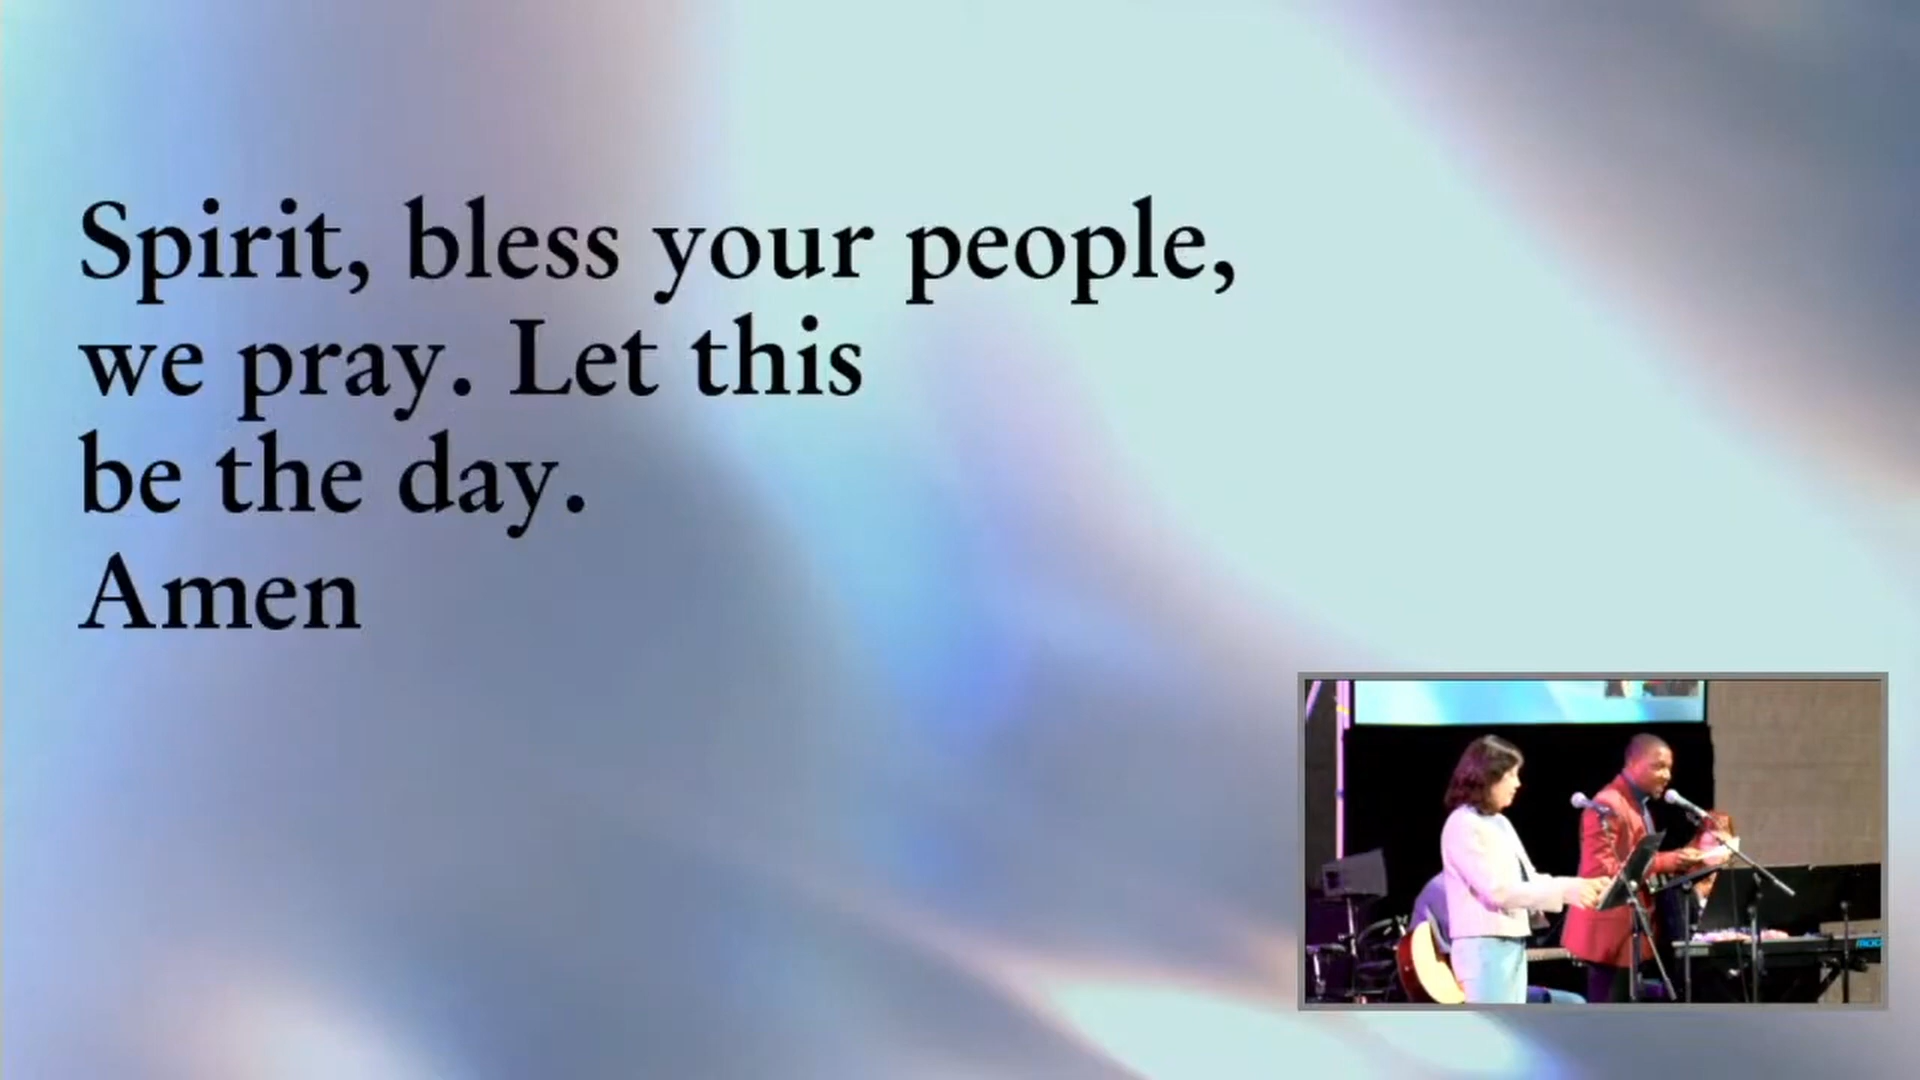 Spirit, bless your people,
we pray. Let this
be the day.
Amen